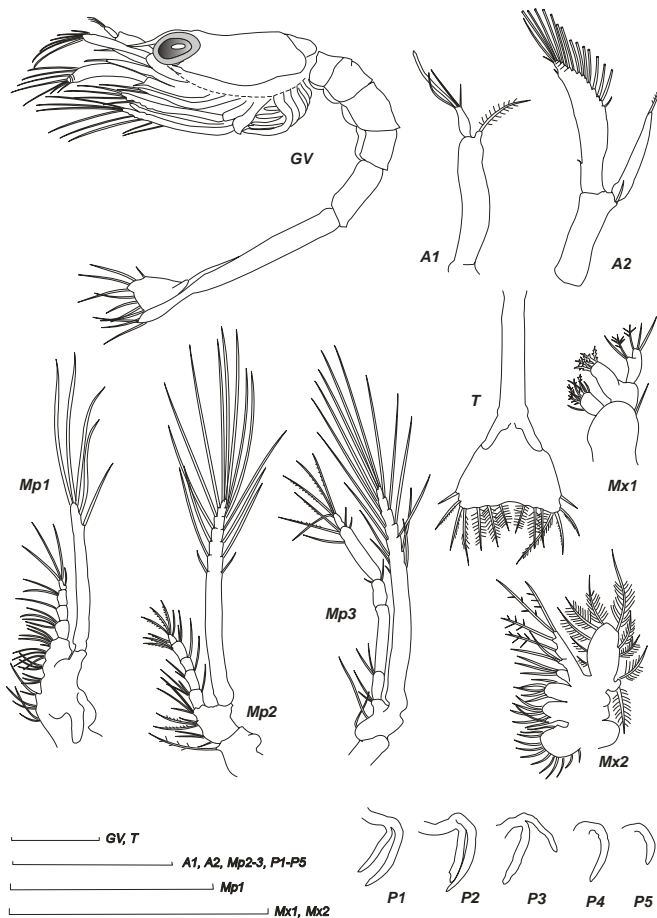 GV
A1
A2
T
Mp1
Mx1
Mp3
Mp2
Mx2
GV, T
A1, A2, Mp2-3, P1-P5
Mp1
Mx1, Mx2
P1
P2
P3
P4
P5